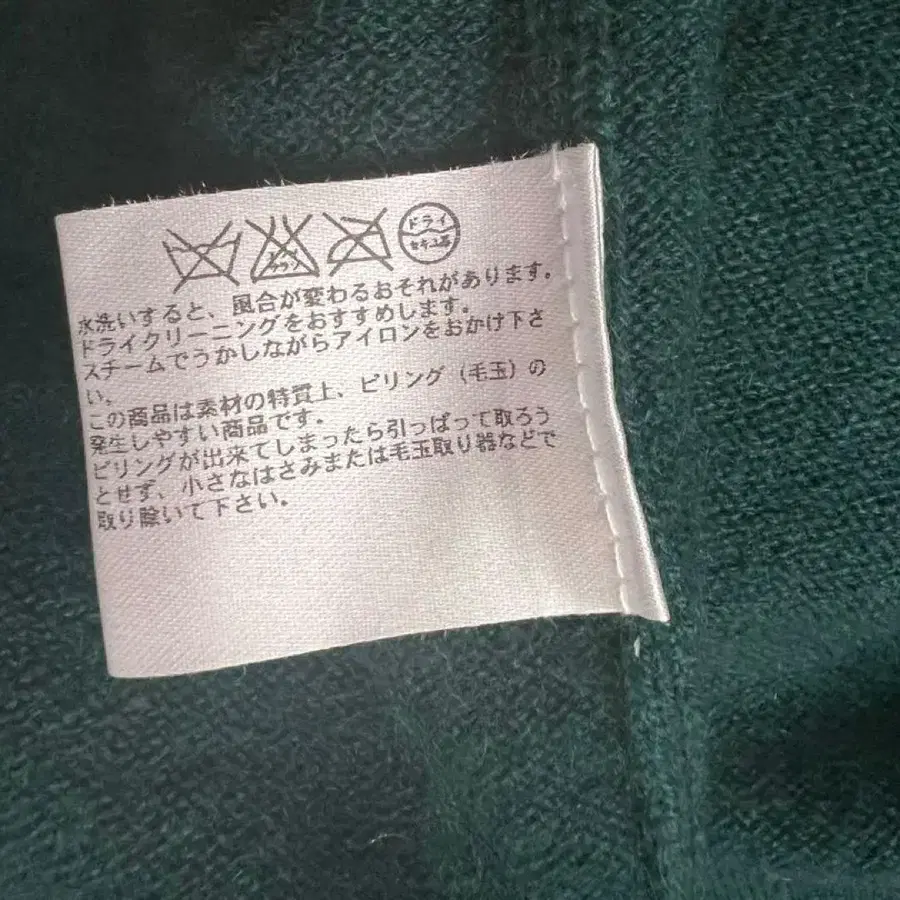 エンソ
ドライ
セキユ系
水洗いすると、風合が変わるおそれがあります。
ドライクリーニングをおすすめします。
スチームでうかしながらアイロンをおかけ下さ
い。
この商品は素材の特質上、ピリング（毛玉）の
発生しやすい商品です。
ピリングが出来てしまったら引っぱって取ろう
とせず、小さなはさみまたは毛玉取り器などで
取り除いて下さい。